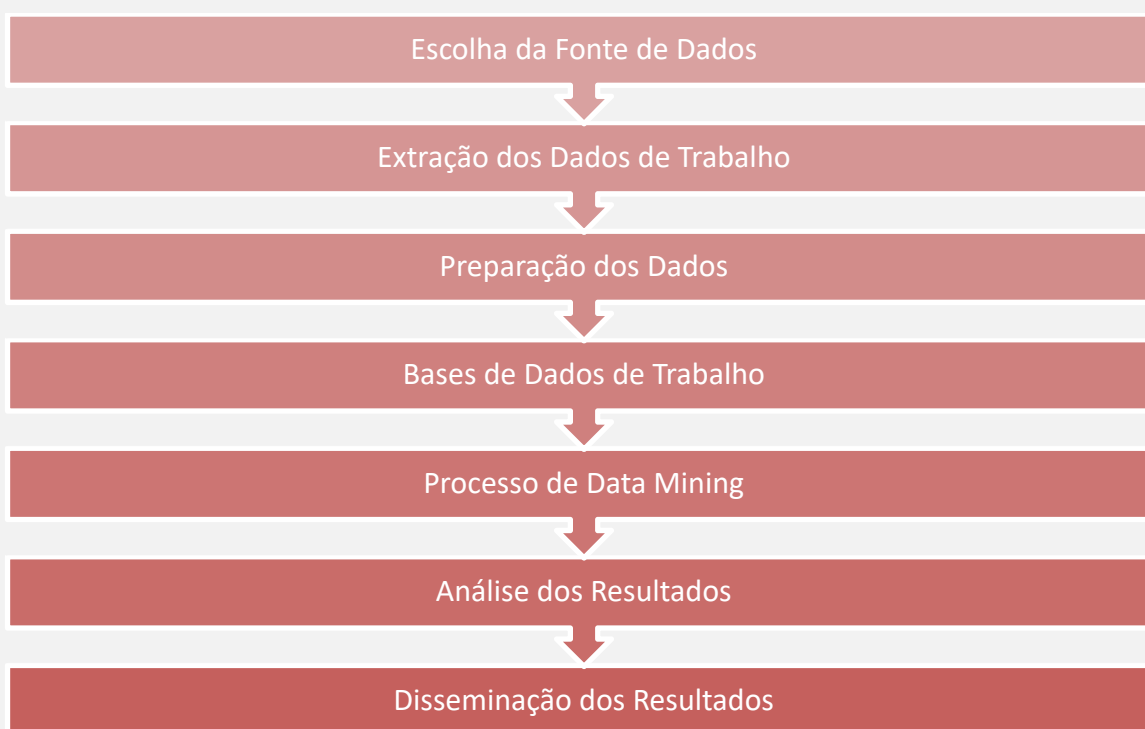 Escolha da Fonte de Dados
Extração dos Dados de Trabalho
Preparação dos Dados
Bases de Dados de Trabalho
Processo de Data Mining
Análise dos Resultados
Disseminação dos Resultados